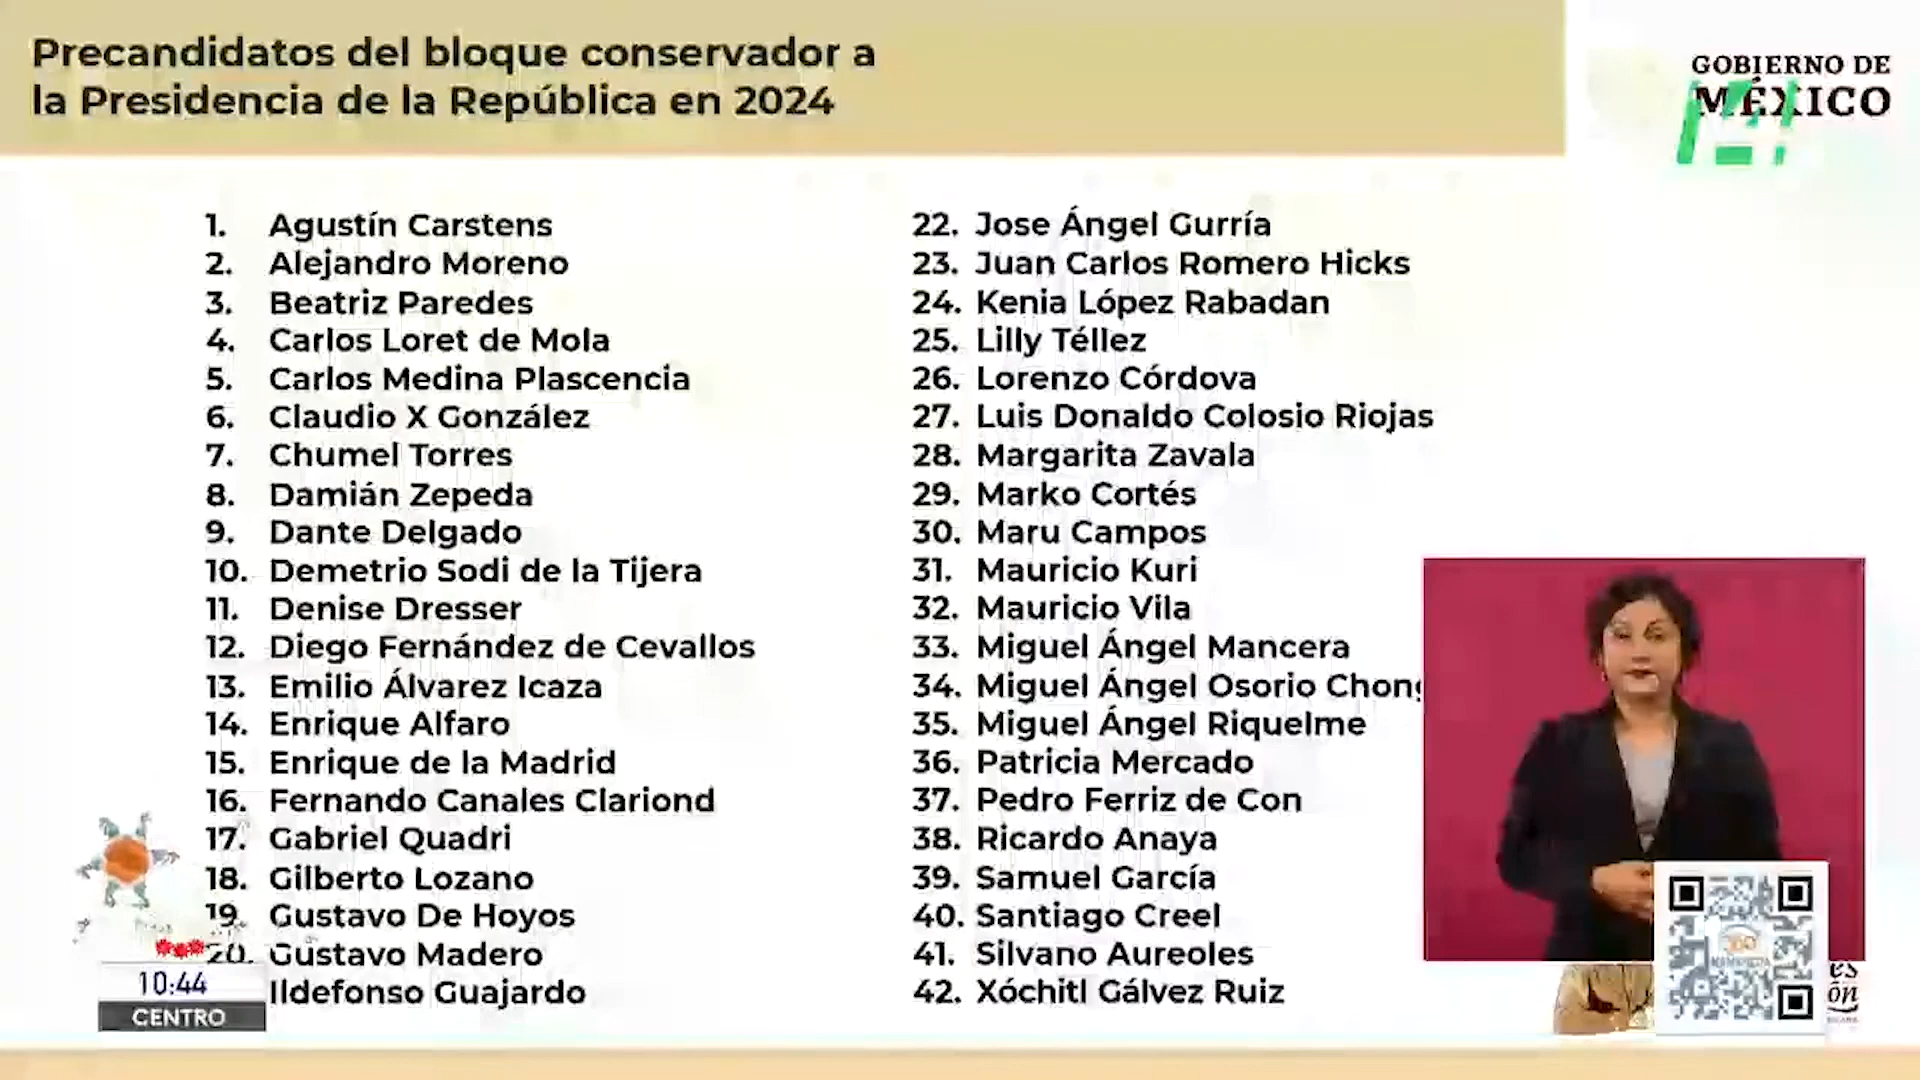 Precandidatos del bloque conservador a
la Presidencia de la República en 2024
GOBIERNO DE
MÉXICO
1. Agustín Carstens
2. Alejandro Moreno
3. Beatriz Paredes
4. Carlos Loret de Mola
5. Carlos Medina Plascencia
6. Claudio X González
7. Chumel Torres
8. Damián Zepeda
9. Dante Delgado
10. Demetrio Sodi de la Tijera
11. Denise Dresser
12. Diego Fernández de Cevallos
13. Emilio Álvarez Icaza
14. Enrique Alfaro
15. Enrique de la Madrid
16. Fernando Canales Clariond
17. Gabriel Quadri
18. Gilberto Lozano
19. Gustavo De Hoyos
20. Gustavo Madero
Ildefonso Guajardo
22. Jose Ángel Gurría
23. Juan Carlos Romero Hicks
24. Kenia López Rabadan
25. Lilly Téllez
26. Lorenzo Córdova
27. Luis Donaldo Colosio Riojas
28. Margarita Zavala
29. Marko Cortés
30. Maru Campos
31. Mauricio Kuri
32. Mauricio Vila
33. Miguel Ángel Mancera
34. Miguel Ángel Osorio Chong
35. Miguel Ángel Riquelme
36. Patricia Mercado
37. Pedro Ferriz de Con
38. Ricardo Anaya
39. Samuel García
40. Santiago Creel
41. Silvano Aureoles
42. Xóchitl Gálvez Ruiz
10:44
CENTRO